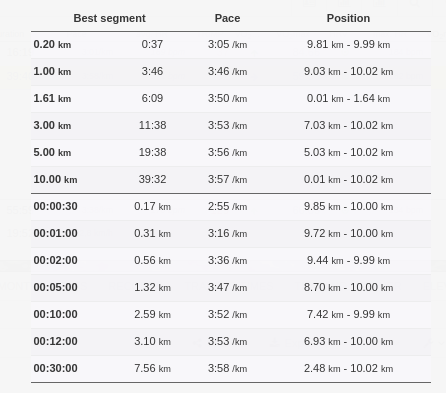 Best segment Pace Position
0.20 km 0:37 3:05 /km 9.81 km - 9.99 km
1.00 km 3:46 3:46 /km 9.03 km - 10.02 km
1.61 km 6:09 3:50 /km 0.01 km - 1.64 km
3.00 km 11:38 3:53 /km 7.03 km - 10.02 km
5.00 km 19:38 3:56 /km 5.03 km - 10.02 km
10.00 km 39:32 3:57 /km 0.01 km - 10.02 km
00:00:30 0.17 km 2:55 /km 9.85 km - 10.00 km
00:01:00 0.31 km 3:16 /km 9.72 km - 10.00 km
00:02:00 0.56 km 3:36 /km 9.44 km - 9.99 km
00:05:00 1.32 km 3:47 /km 8.70 km - 10.00 km
00:10:00 2.59 km 3:52 /km 7.42 km - 9.99 km
00:12:00 3.10 km 3:53 /km 6.93 km - 10.00 km
00:30:00 7.56 km 3:58 /km 2.48 km - 10.02 km